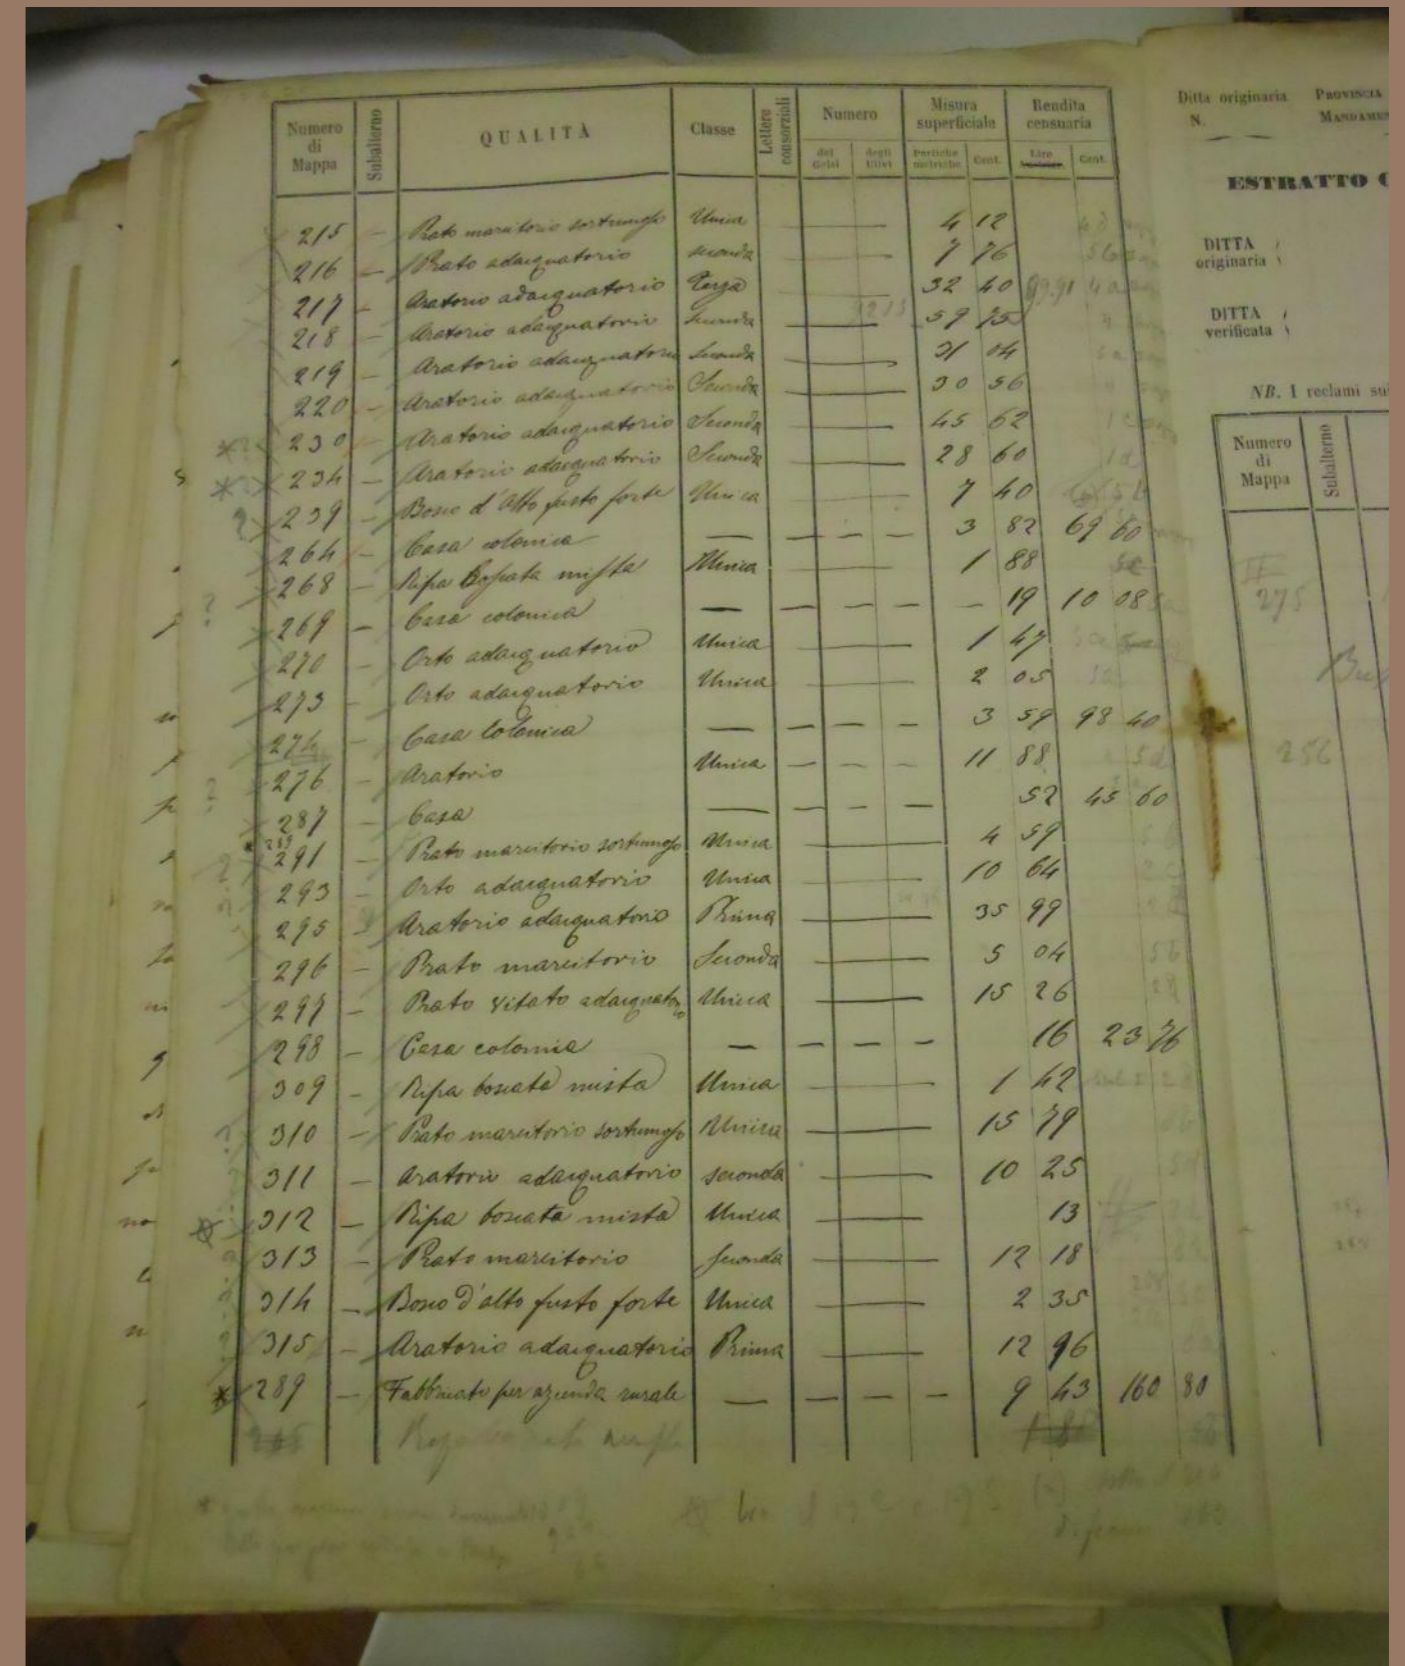 Numero di Mappa Subalterno QUALITÀ Classe Lettere consorziali Numero Misura superficiale Rendita censuaria
dei Gelsi degli Ulivi Pertiche metriche Cent. Lire Cent.
215 — Prato marcitorio sortumoso Unica — 4 12
216 — Prato adacquatorio seconda — 7 76
217 — Aratorio adacquatorio Terza — 32 40
218 — Aratorio adacquatorio Seconda — 59 75
219 — Aratorio adacquatorio Seconda — 31 04
220 — Aratorio adacquatorio Seconda — 30 56
230 — Aratorio adacquatorio Seconda — 45 62
234 — Aratorio adacquatorio Seconda — 28 60
239 — Bosco d'alto fusto forte Unica — 7 40
264 — Casa colonica — — — — 3 82 69 60
268 — Ripa Boscata mista Unica — 1 88
269 — Casa colonica — — — — — 19 10 08
270 — Orto adacquatorio Unica — 1 47
273 — Orto adacquatorio Unica — 2 05
274 — Casa Colonica — — — — 3 59 98 40
276 — Aratorio Unica — — — 11 88
287 — Casa — — — — 52 45 60
291 — Prato marcitorio sortumoso Unica — 4 59
293 — Orto adacquatorio Unica — 10 64
295 — Aratorio adacquatorio Prima — 35 99
296 — Prato marcitorio Seconda — 5 04
297 — Prato vitato adacquatorio Unica — 15 26
298 — Casa colonica — — — — 16 23 76
309 — Ripa boscata mista Unica — 1 42
310 — Prato marcitorio sortumoso Unica — 15 79
311 — Aratorio adacquatorio seconda — 10 25
312 — Ripa boscata mista Unica — 13
313 — Prato marcitorio Seconda — 12 18
314 — Bosco d'alto fusto forte Unica — 2 35
315 — Aratorio adacquatorio Prima — 12 96
* 289 — Fabbricato per azienda rurale — — — — 9 43 160 80
Ditta originaria PROVINCIA
N. MANDAMEN
ESTRATTO C
DITTA originaria
DITTA verificata
NB. I reclami su
Numero di Mappa Subalterno
275
256